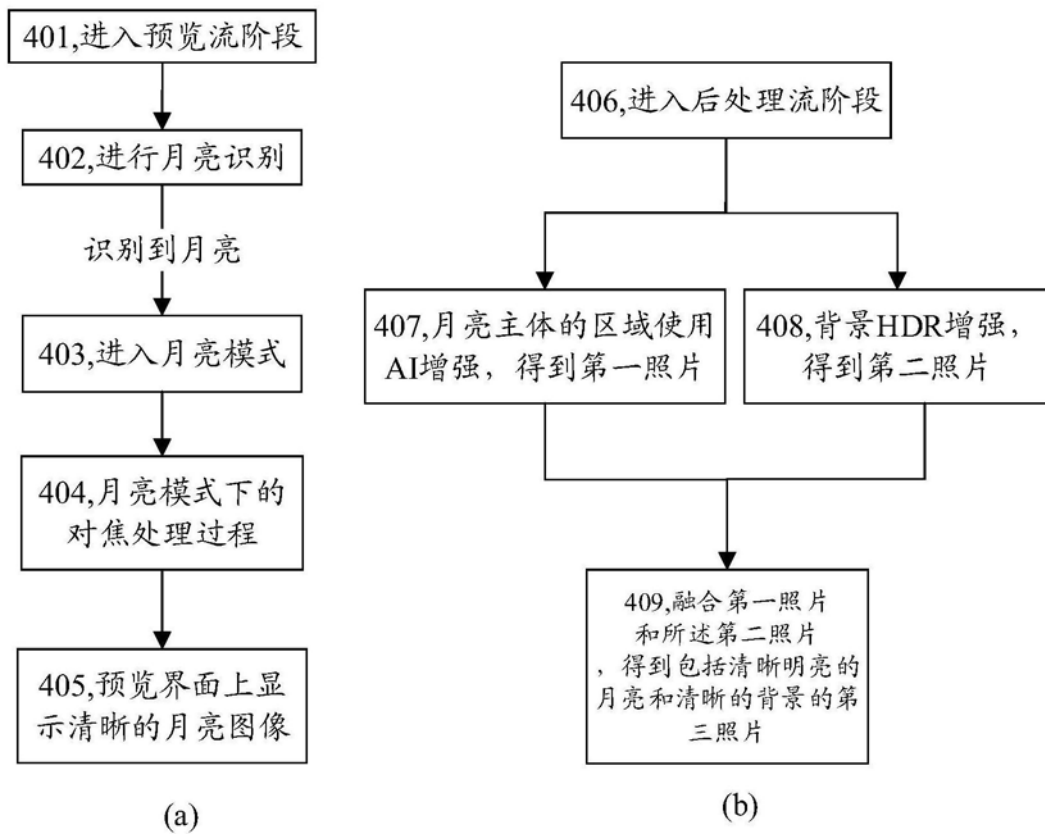 401,进入预览流阶段
402,进行月亮识别
识别到月亮
403,进入月亮模式
404,月亮模式下的
对焦处理过程
405,预览界面上显
示清晰的月亮图像
(a)
406,进入后处理流阶段
407,月亮主体的区域使用
AI增强，得到第一照片
408,背景HDR增强，
得到第二照片
409,融合第一照片
和所述第二照片
，得到包括清晰明亮的
月亮和清晰的背景的第
三照片
(b)